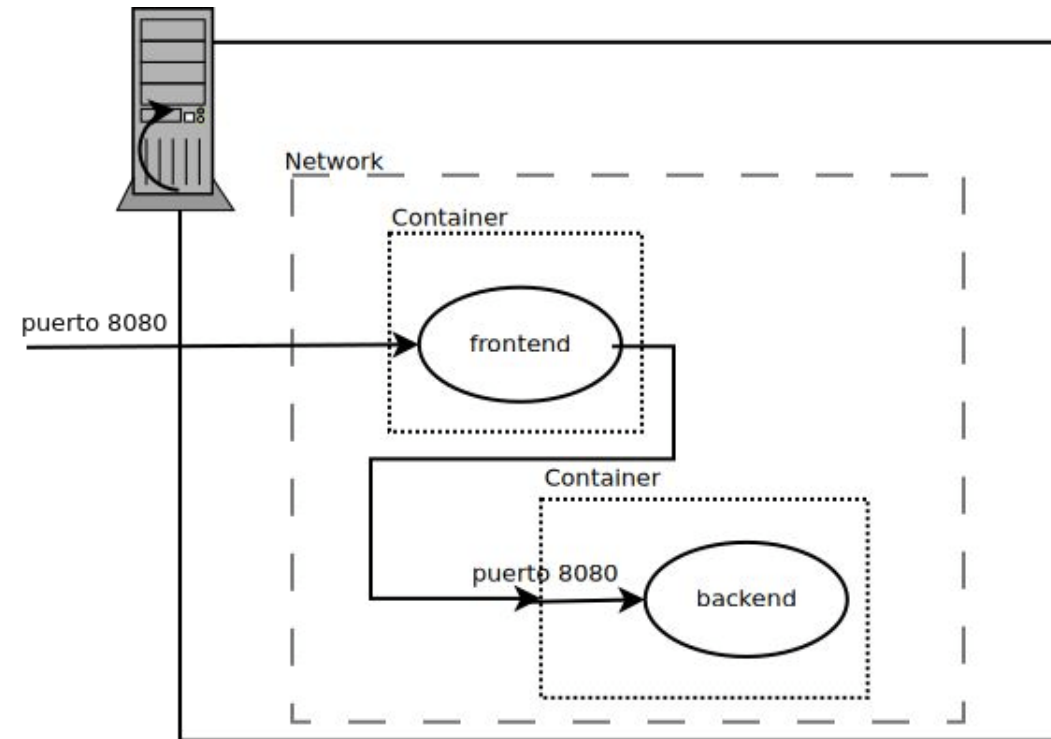 Network
Container
puerto 8080
frontend
Container
puerto 8080
backend